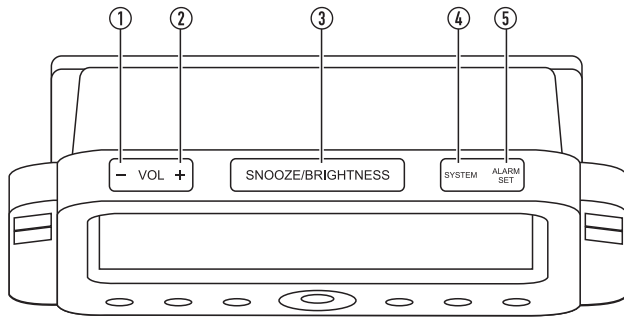 ① ② ③ ④ ⑤
− VOL + SNOOZE/BRIGHTNESS SYSTEM ALARM
SET